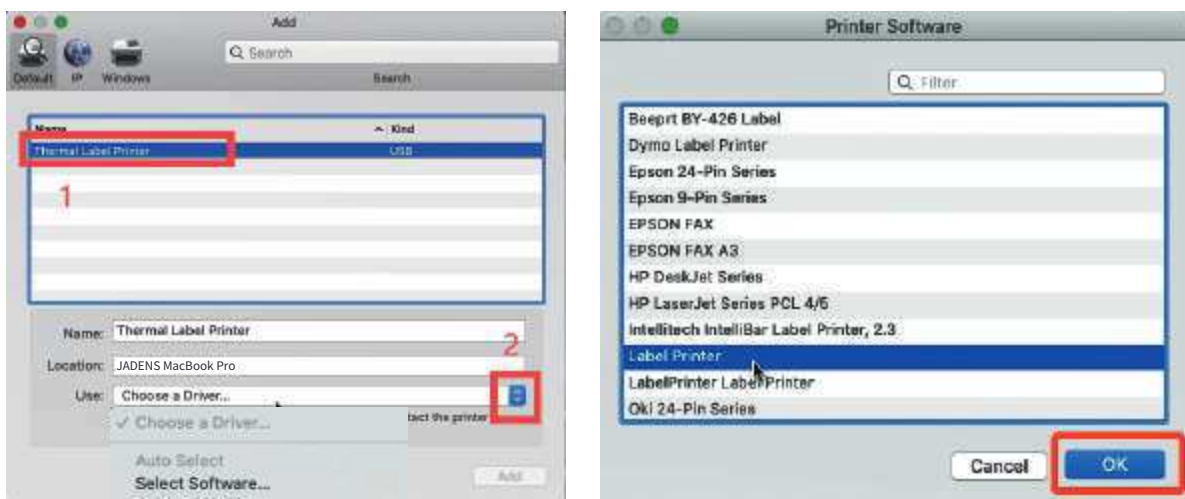 Add
Search
Default IP Windows
Search
Name Kind
Thermal Label Printer USB
1
Name: Thermal Label Printer
2
Location: JADENS MacBook Pro
Use: Choose a Driver...
tact the printer
✓ Choose a Driver...
Auto Select
Select Software...
Add
Printer Software
Filter
Beeprt BY-426 Label
Dymo Label Printer
Epson 24-Pin Series
Epson 9-Pin Series
EPSON FAX
EPSON FAX A3
HP DeskJet Series
HP LaserJet Series PCL 4/5
Intellitech IntelliBar Label Printer, 2.3
Label Printer
LabelPrinter LabelPrinter
Oki 24-Pin Series
Cancel OK